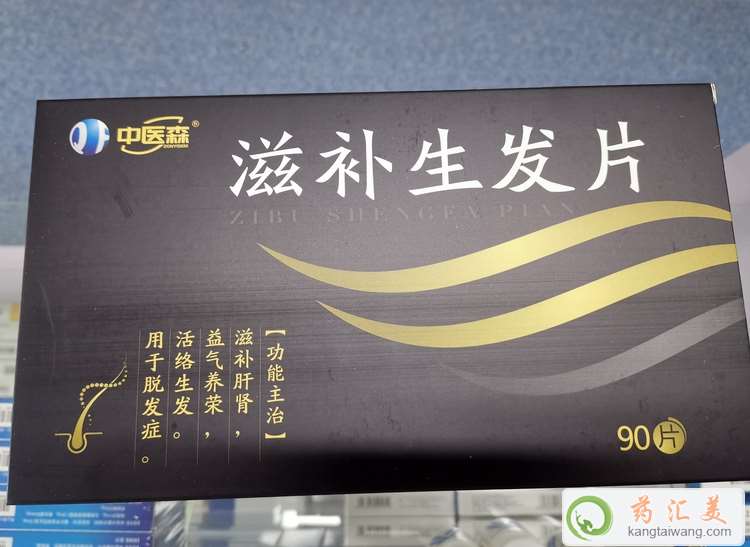 中医森®
滋补生发片
ZIBU SHENGFA PIAN
【功能主治】
滋补肝肾，
益气养荣，
活络生发。
用于脱发症。
90片
药汇美
kangtaiwang.com